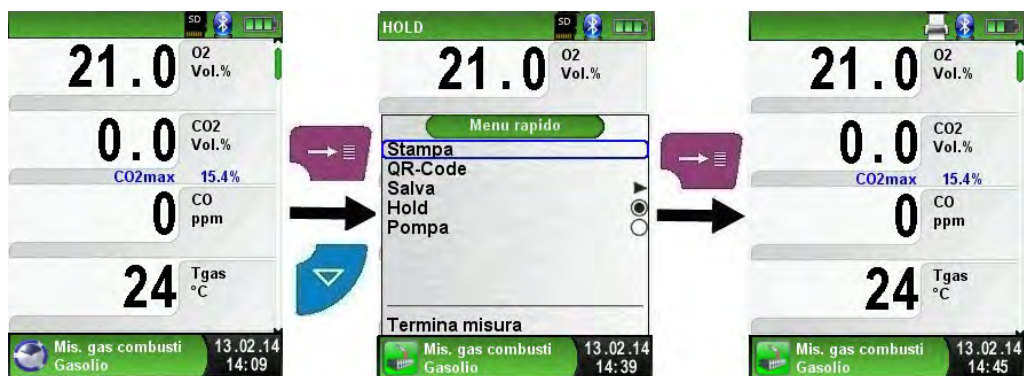 SD
21.0 O2
Vol.%
0.0 CO2
Vol.%
CO2max 15.4%
0 CO
ppm
24 Tgas
°C
Mis. gas combusti 13.02.14
Gasolio 14:09
HOLD SD
21.0 O2
Vol.%
Menu rapido
Stampa
QR-Code
Salva
Hold
Pompa
Termina misura
Mis. gas combusti 13.02.14
Gasolio 14:39
21.0 O2
Vol.%
0.0 CO2
Vol.%
CO2max 15.4%
0 CO
ppm
24 Tgas
°C
Mis. gas combusti 13.02.14
Gasolio 14:45